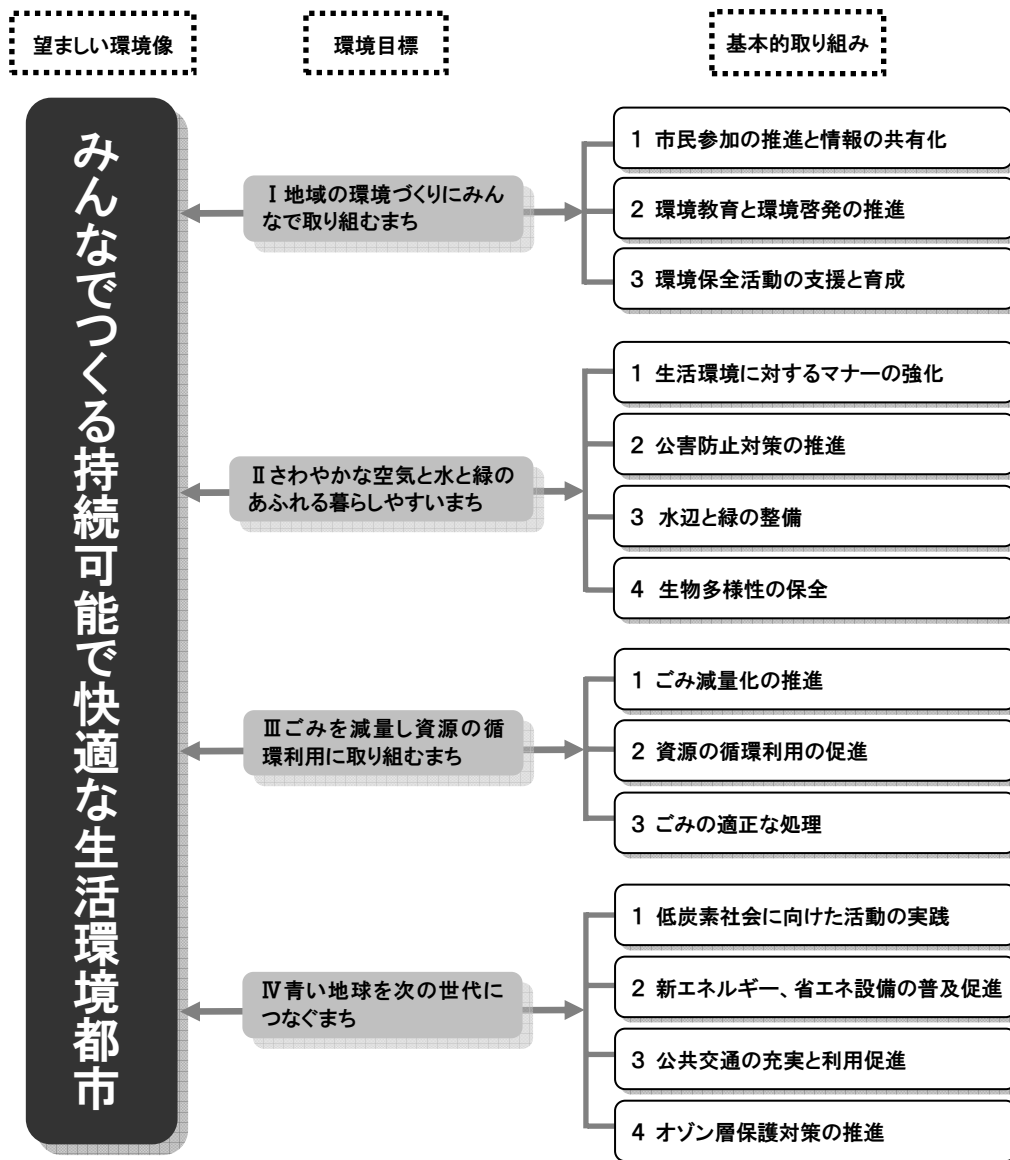 望ましい環境像
環境目標
基本的取り組み
みんなでつくる持続可能で快適な生活環境都市
Ⅰ 地域の環境づくりにみん
なで取り組むまち
1 市民参加の推進と情報の共有化
2 環境教育と環境啓発の推進
3 環境保全活動の支援と育成
Ⅱさわやかな空気と水と緑の
あふれる暮らしやすいまち
1 生活環境に対するマナーの強化
2 公害防止対策の推進
3 水辺と緑の整備
4 生物多様性の保全
Ⅲごみを減量し資源の循
環利用に取り組むまち
1 ごみ減量化の推進
2 資源の循環利用の促進
3 ごみの適正な処理
Ⅳ青い地球を次の世代に
つなぐまち
1 低炭素社会に向けた活動の実践
2 新エネルギー、省エネ設備の普及促進
3 公共交通の充実と利用促進
4 オゾン層保護対策の推進